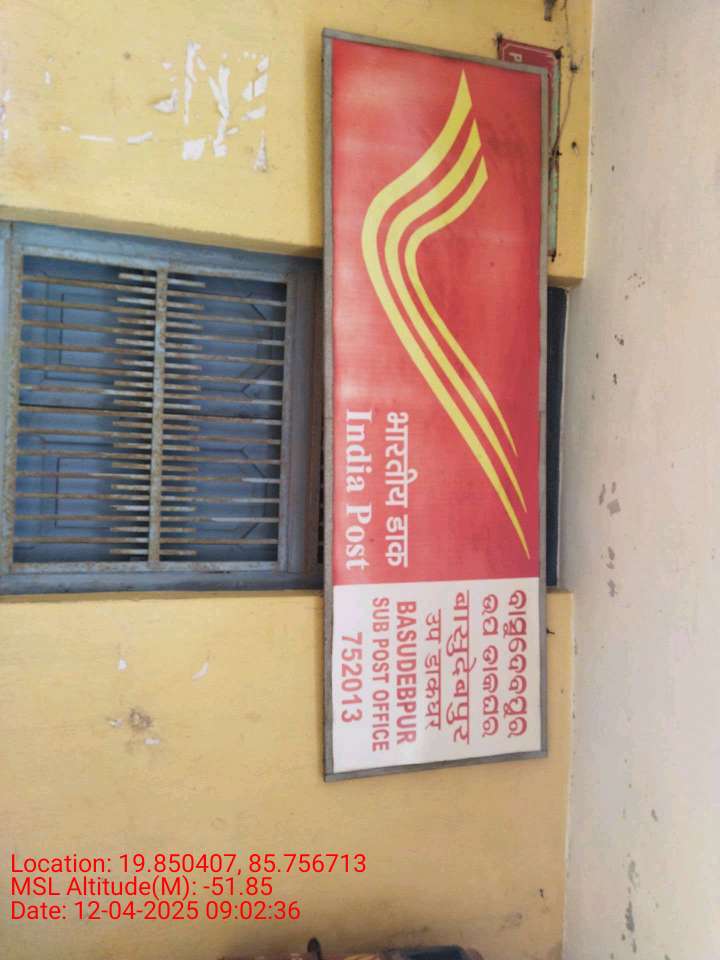 भारतीय डाक
India Post
ବାସୁଦେବପୁର
ଉପ ଡାକଘର
वासुदेवपुर
उप डाकघर
BASUDEBPUR
SUB POST OFFICE
752013
Location: 19.850407, 85.756713
MSL Altitude(M): -51.85
Date: 12-04-2025 09:02:36